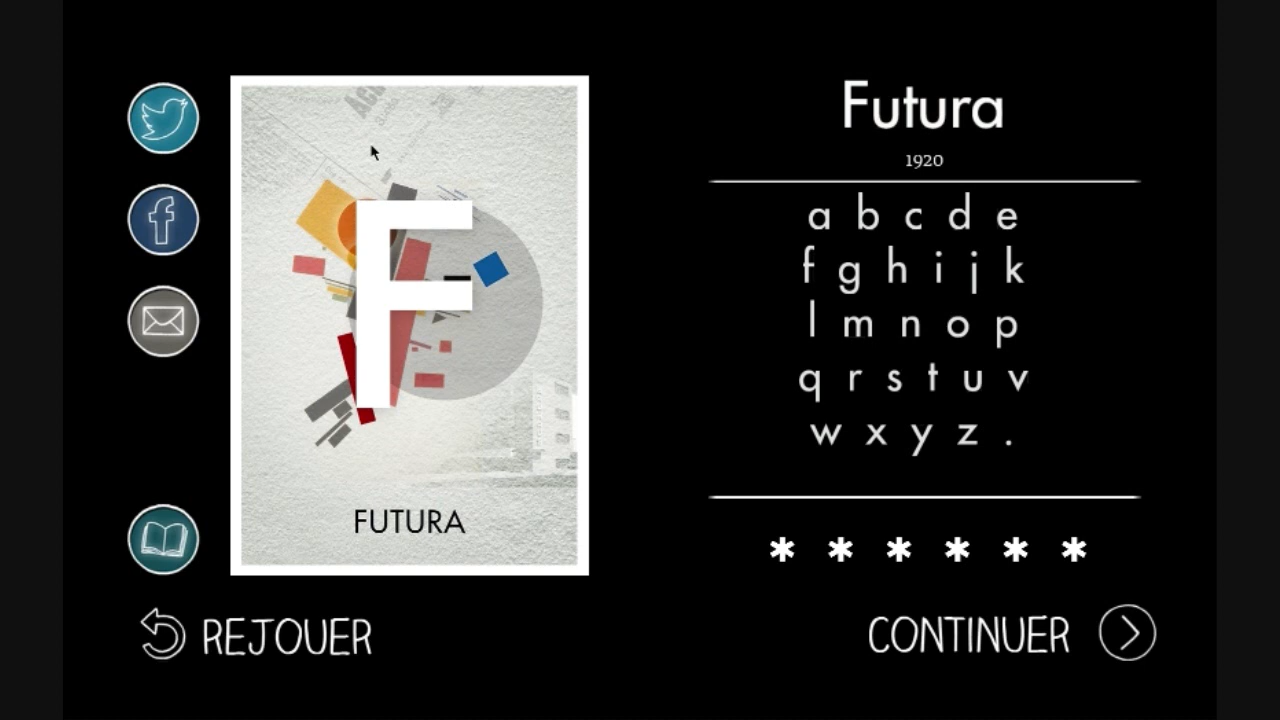 Futura
1920
a b c d e
f g h i j k
l m n o p
q r s t u v
w x y z .
* * * * * *
F
FUTURA
REJOUER
CONTINUER